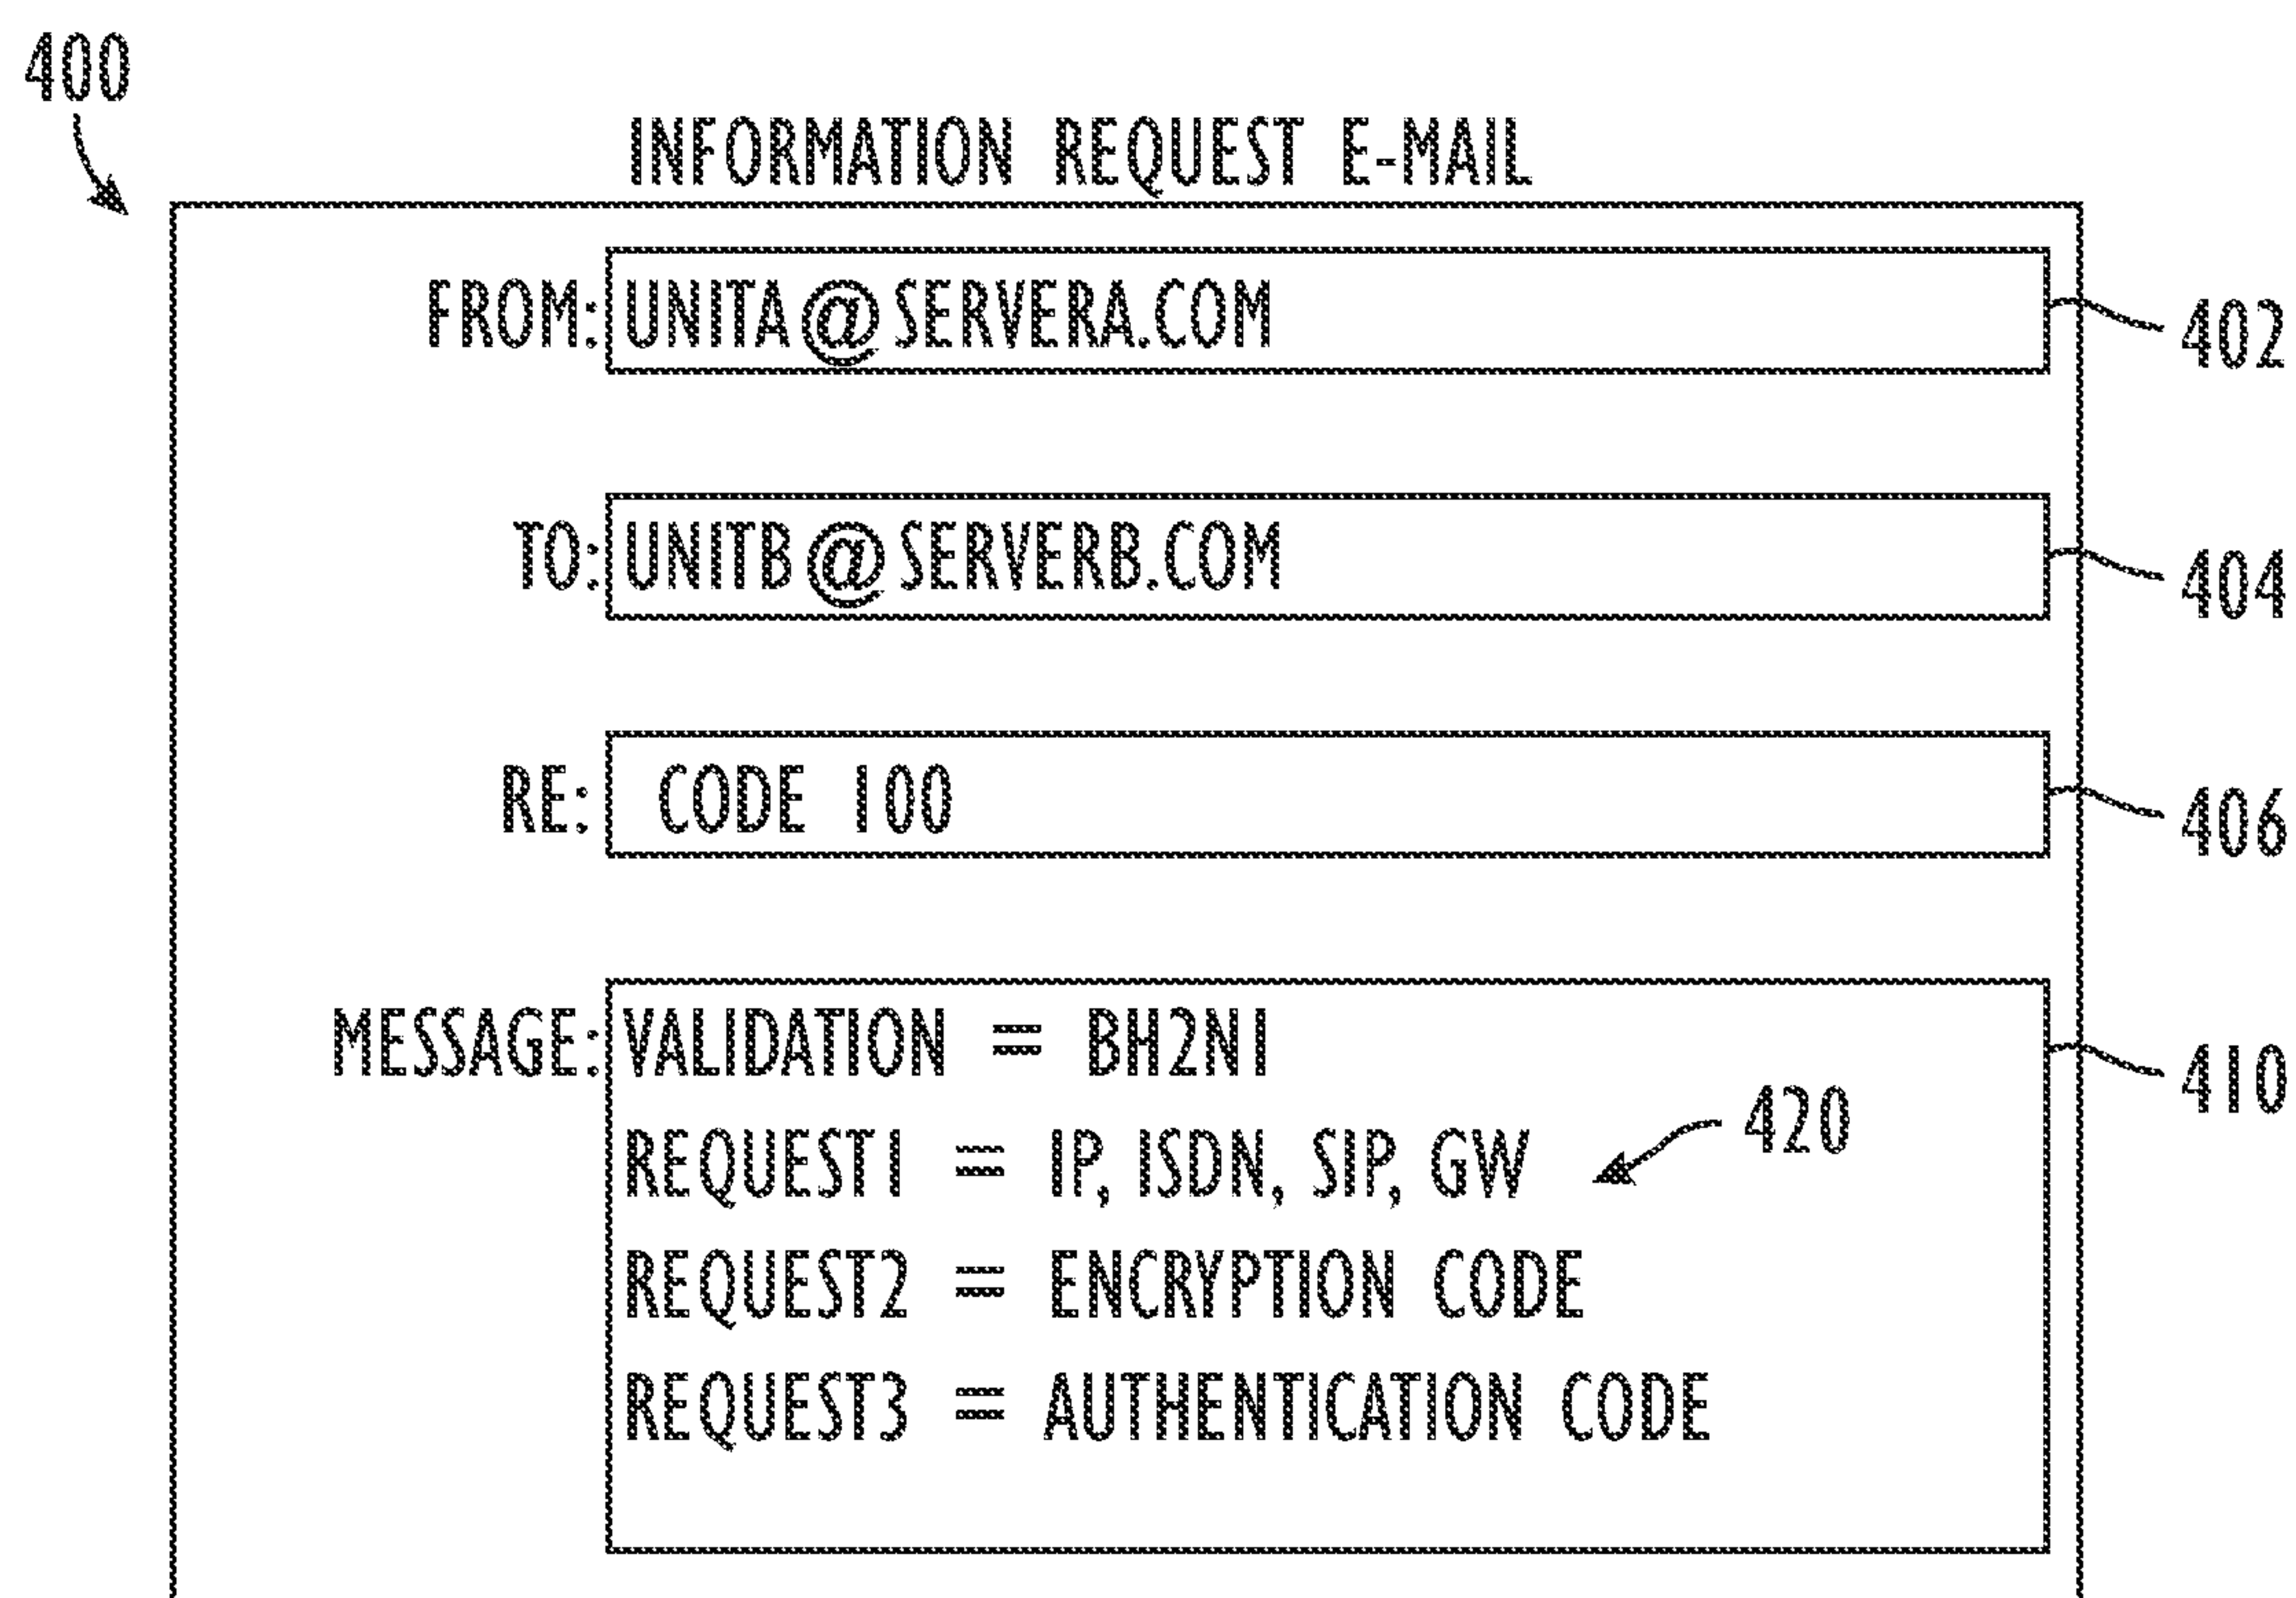 400
INFORMATION REQUEST E-MAIL
FROM: UNITA@SERVERA.COM
402
TO: UNITB@SERVERB.COM
404
RE: CODE 100
406
MESSAGE: VALIDATION = BH2N1
410
REQUEST1 = IP, ISDN, SIP, GW
420
REQUEST2 = ENCRYPTION CODE
REQUEST3 = AUTHENTICATION CODE